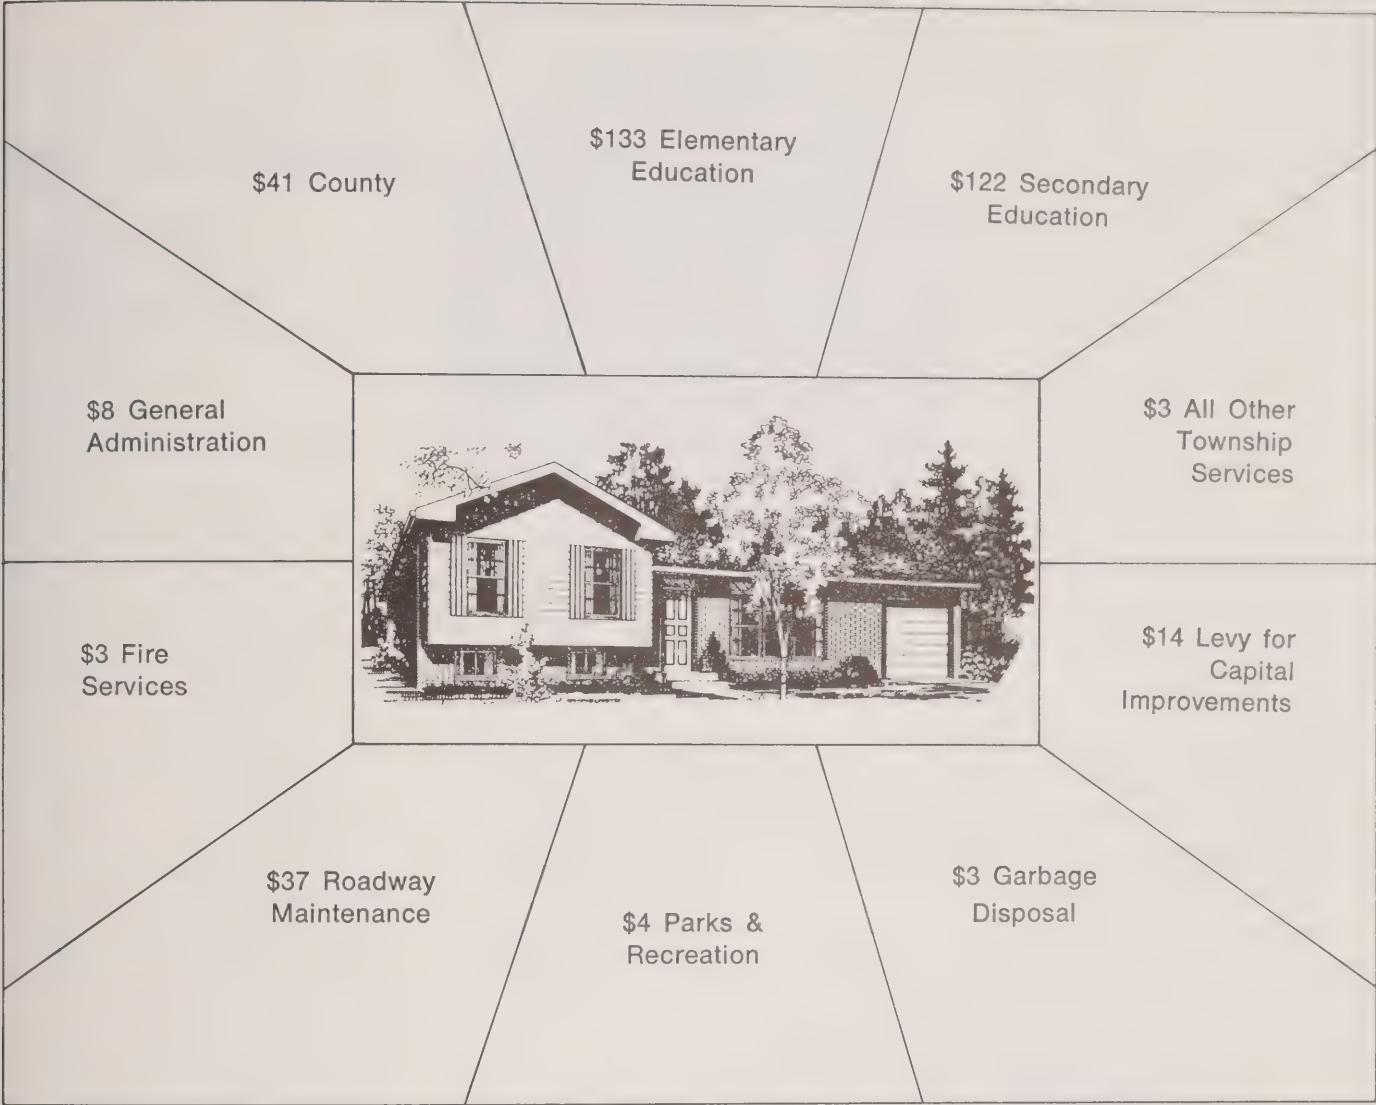 $41 County
$133 Elementary
Education
$122 Secondary
Education
$8 General
Administration
$3 All Other
Township
Services
$3 Fire
Services
$14 Levy for
Capital
Improvements
$37 Roadway
Maintenance
$4 Parks &
Recreation
$3 Garbage
Disposal